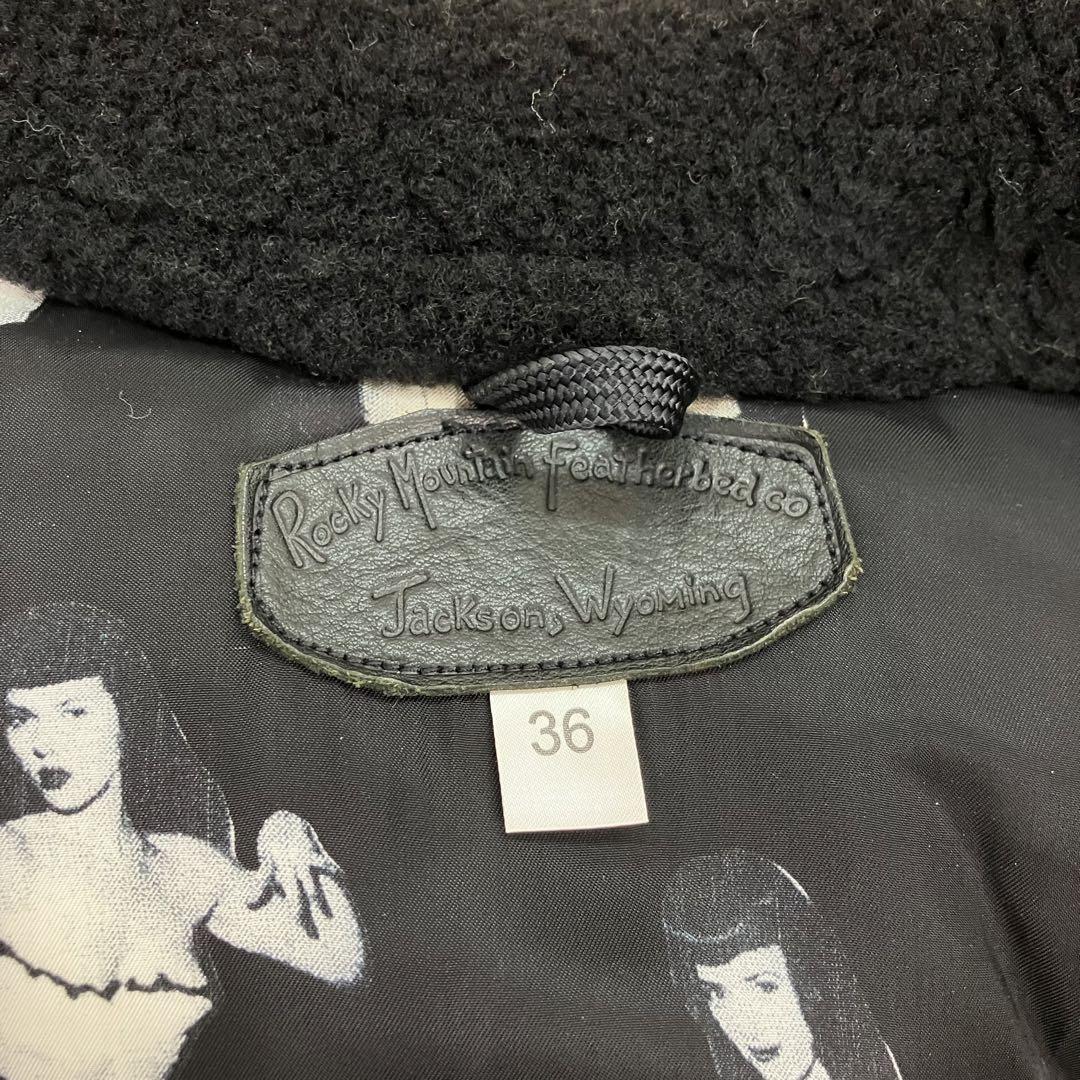 Rocky Mountain Featherbed co
Jackson, Wyoming
36